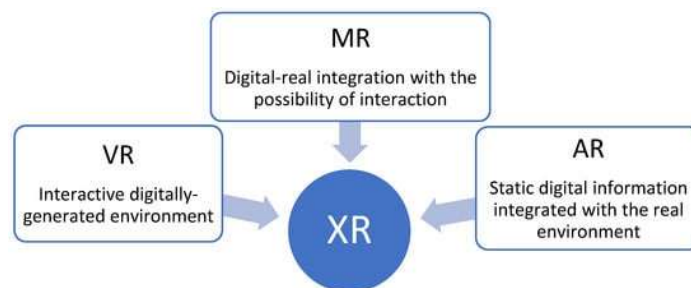 MR
Digital-real integration with the
possibility of interaction
VR
Interactive digitally-
generated environment
AR
Static digital information
integrated with the real
environment
XR